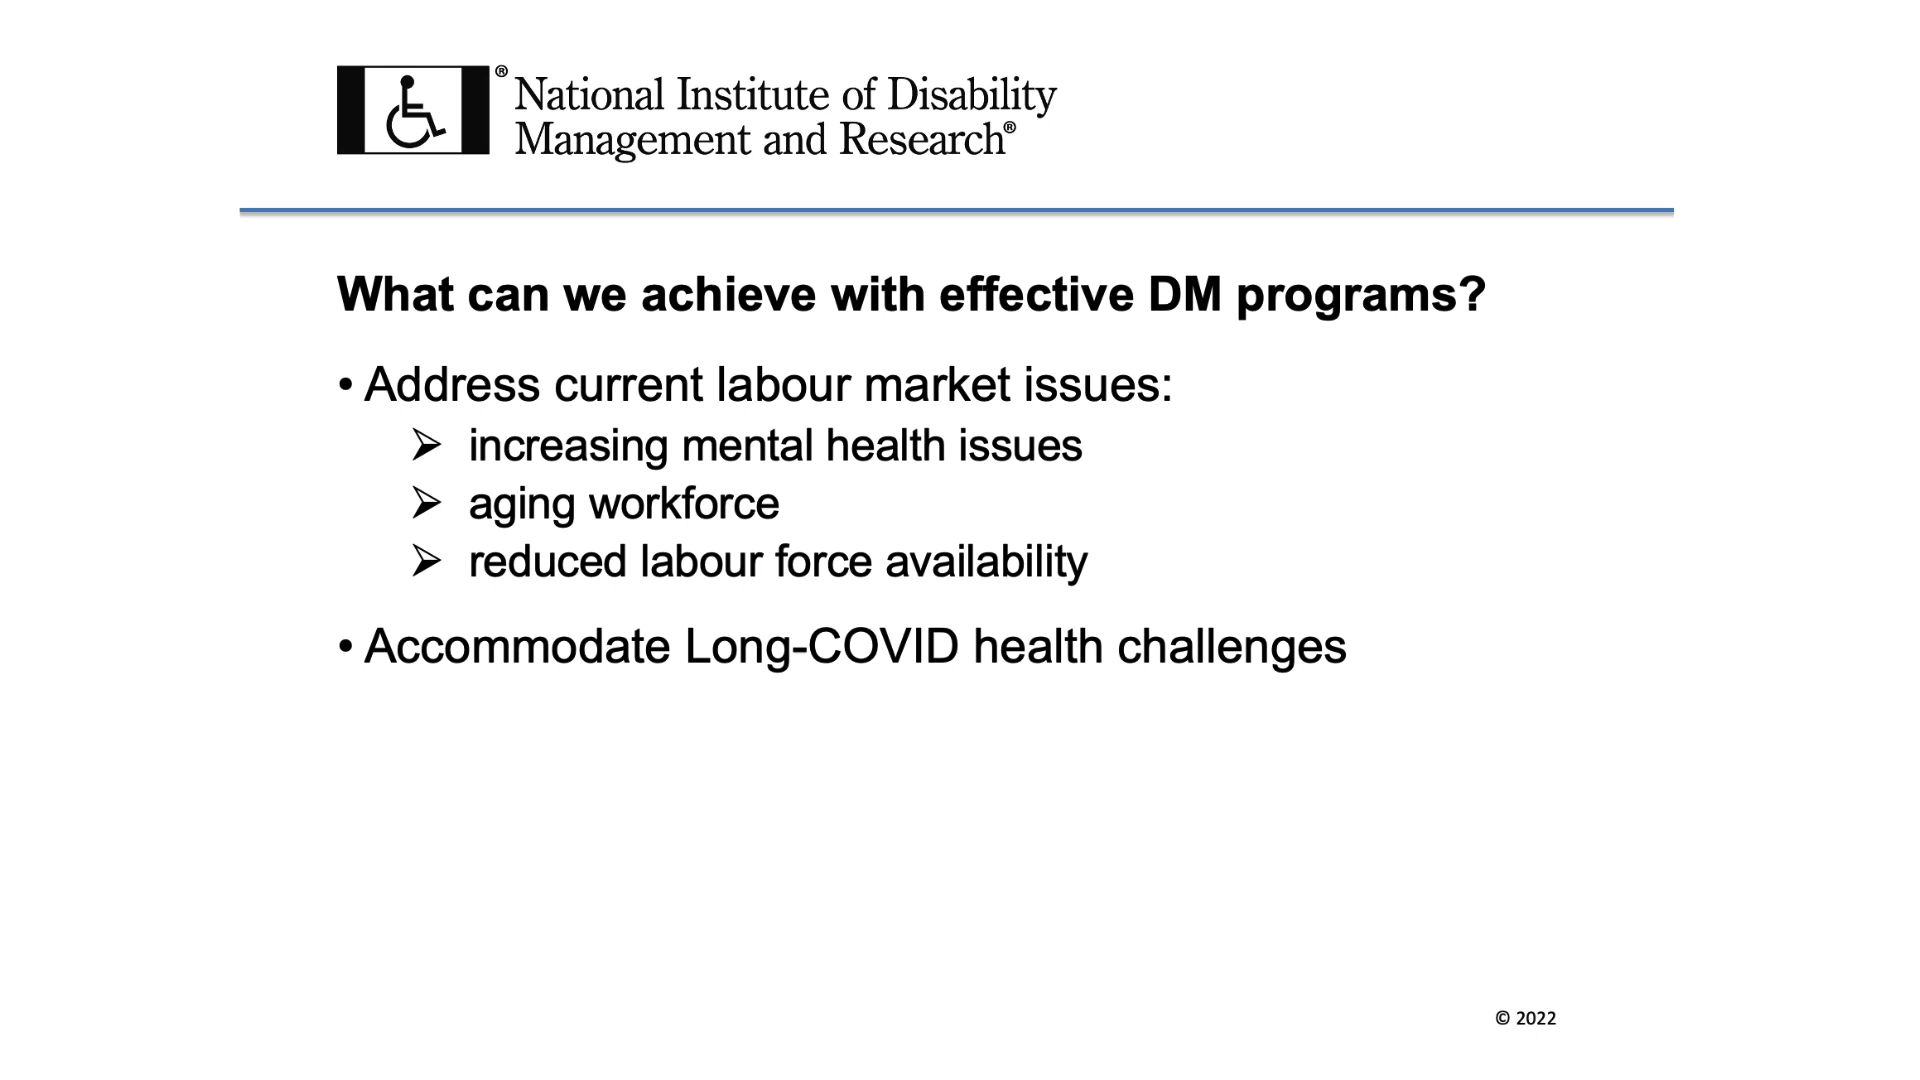 ® National Institute of Disability
Management and Research®
What can we achieve with effective DM programs?
• Address current labour market issues:
➢ increasing mental health issues
➢ aging workforce
➢ reduced labour force availability
• Accommodate Long-COVID health challenges
© 2022